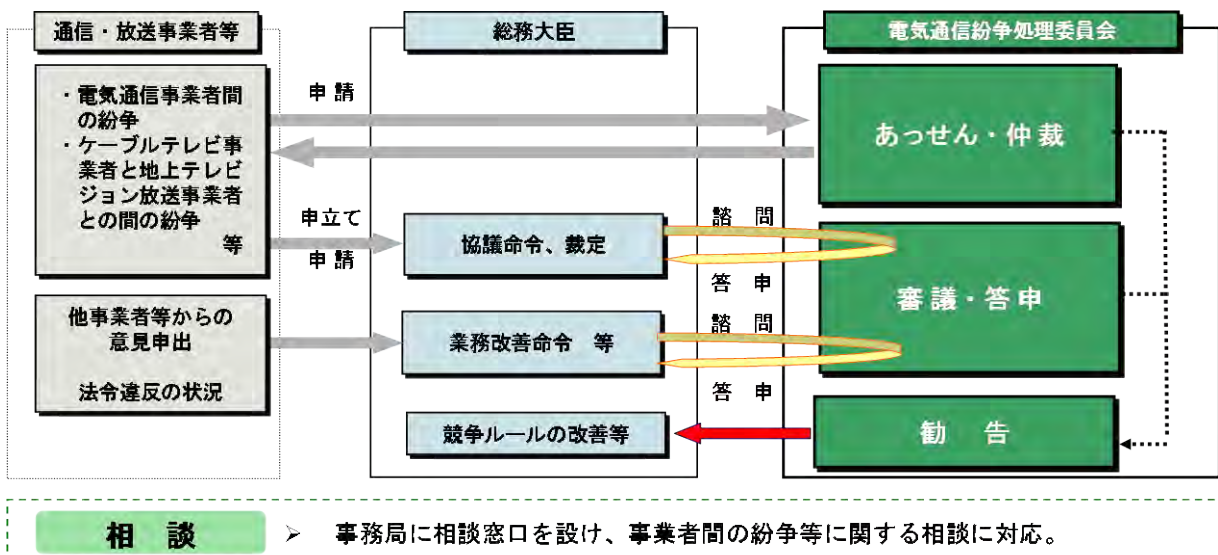 通信・放送事業者等
総務大臣
電気通信紛争処理委員会
・電気通信事業者間
の紛争
・ケーブルテレビ事
業者と地上テレビ
ジョン放送事業者
との間の紛争
等
申請
あっせん・仲裁
申立て
申請
協議命令、裁定
諮問
答申
審議・答申
他事業者等からの
意見申出
法令違反の状況
業務改善命令 等
諮問
答申
競争ルールの改善等
勧告
相談
➢ 事務局に相談窓口を設け、事業者間の紛争等に関する相談に対応。